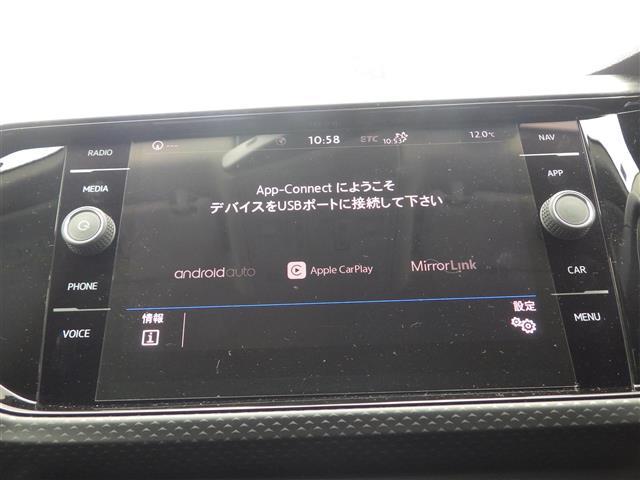 RADIO
MEDIA
PHONE
VOICE
---
10:58
ETC
10:53
12.0℃
App-Connect にようこそ
デバイスをUSBポートに接続して下さい
androidauto
Apple CarPlay
MirrorLink
情報
i
設定
NAV
APP
CAR
MENU